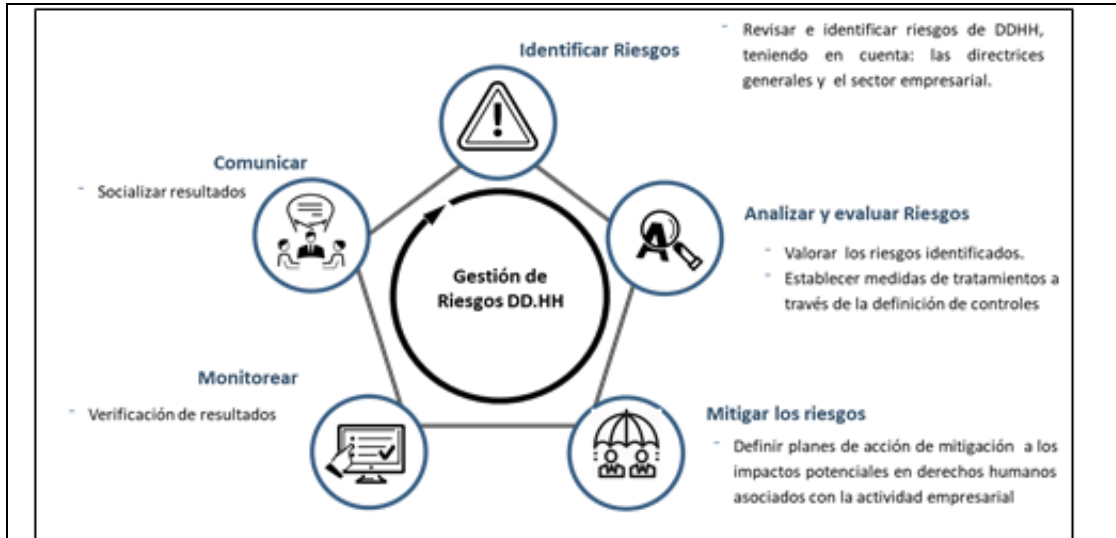 Identificar Riesgos
- Revisar e identificar riesgos de DDHH,
teniendo en cuenta: las directrices
generales y el sector empresarial.
Analizar y evaluar Riesgos
- Valorar los riesgos identificados.
- Establecer medidas de tratamientos a
través de la definición de controles
Mitigar los riesgos
- Definir planes de acción de mitigación a los
impactos potenciales en derechos humanos
asociados con la actividad empresarial
Monitorear
- Verificación de resultados
Comunicar
- Socializar resultados
Gestión de
Riesgos DD.HH
A